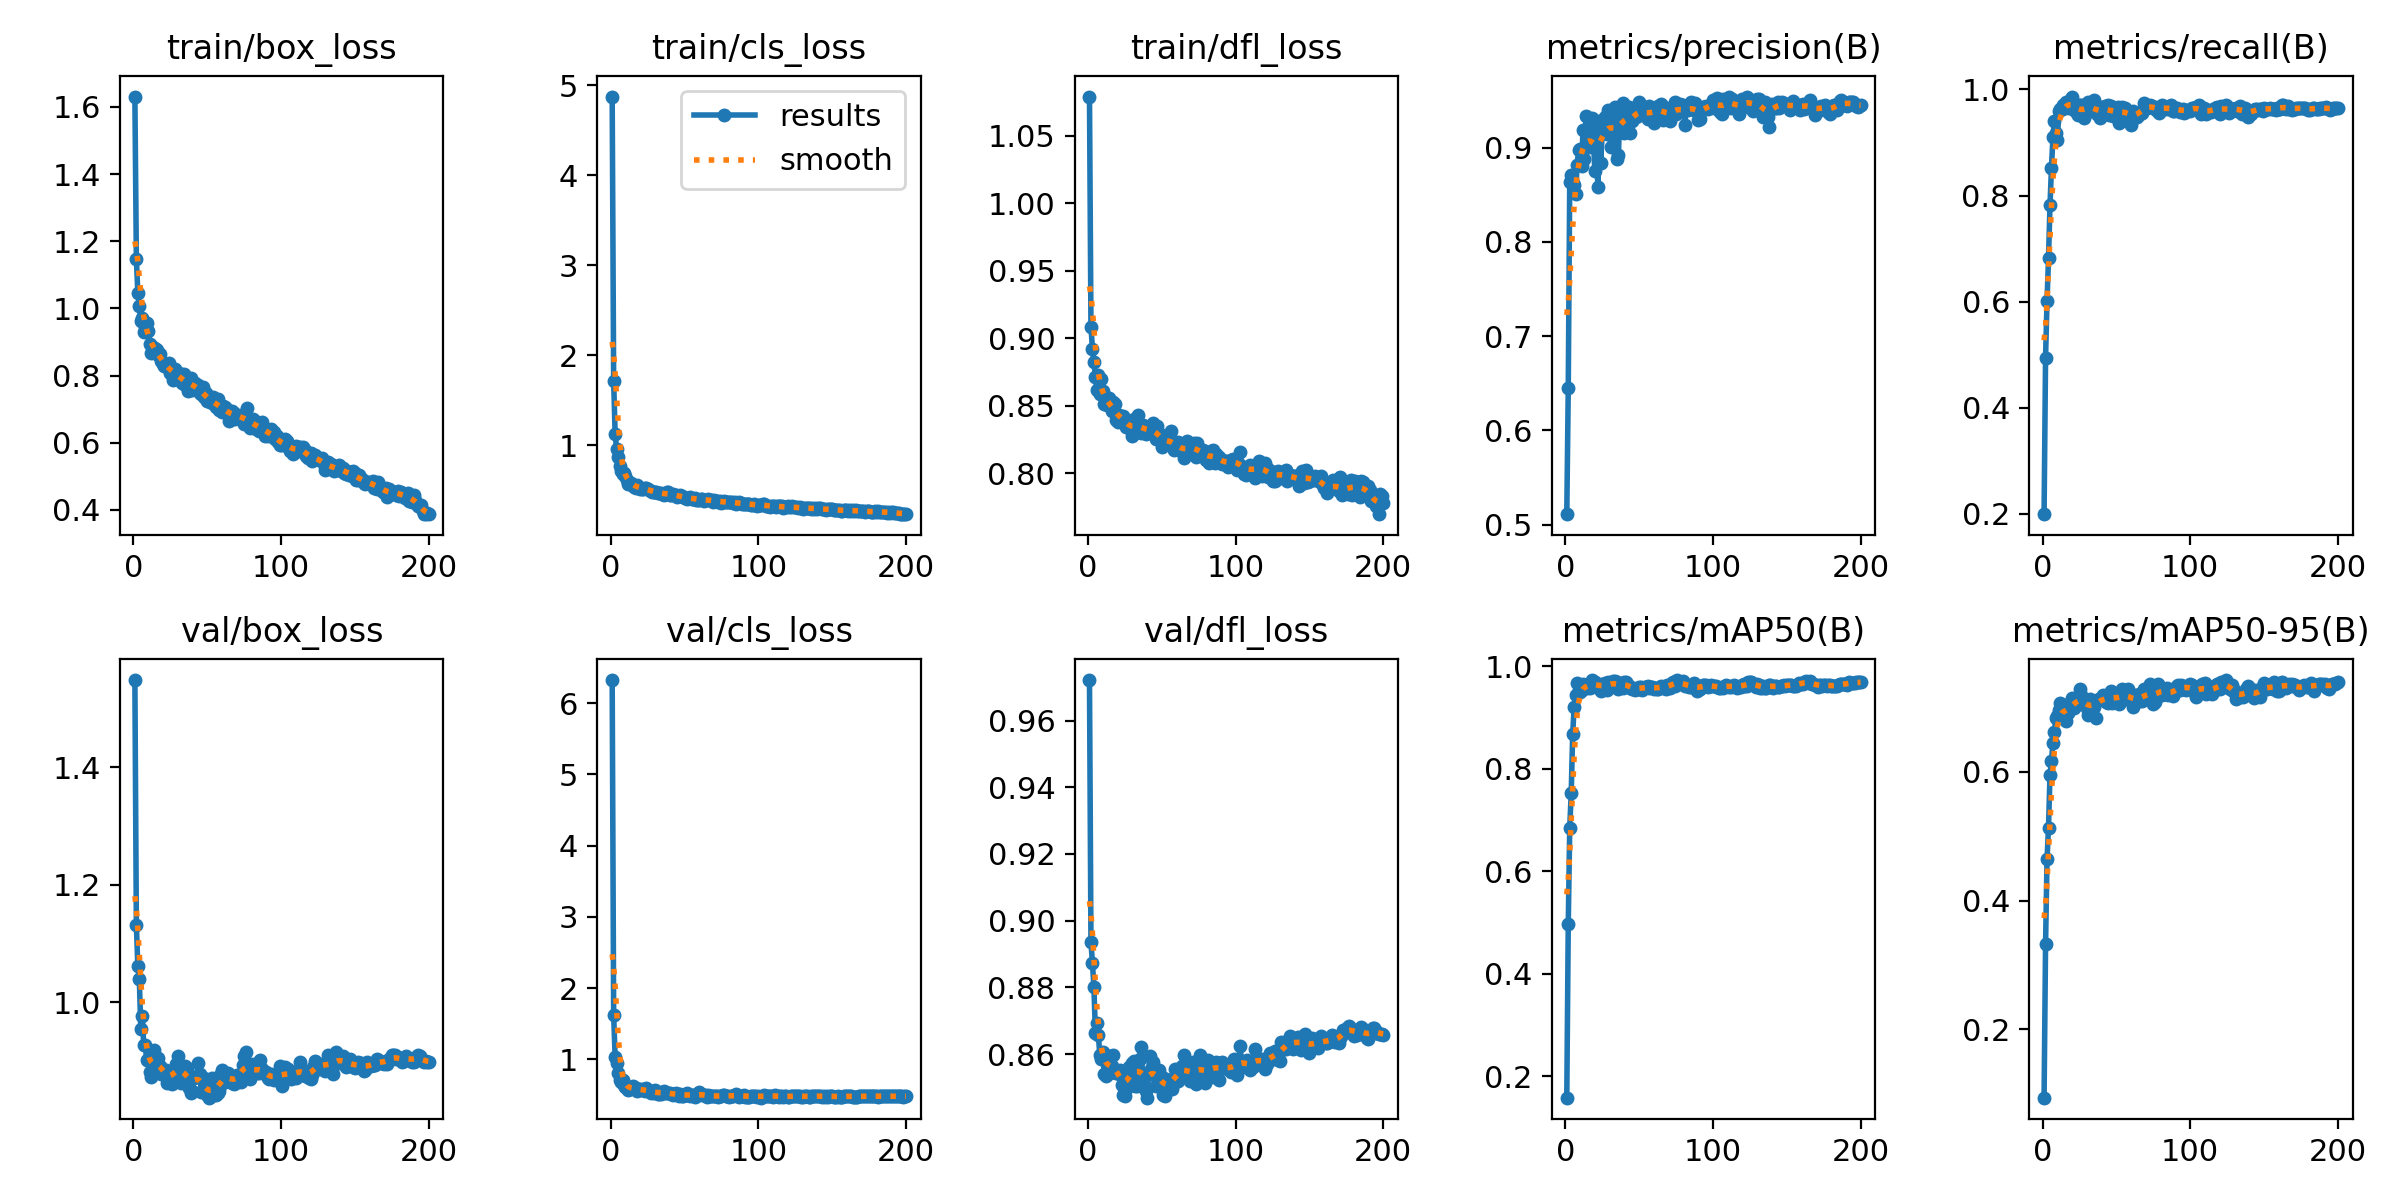 train/box_loss
1.6
1.4
1.2
1.0
0.8
0.6
0.4
0 100 200
train/cls_loss
5
4
3
2
1
results
smooth
0 100 200
train/dfl_loss
1.05
1.00
0.95
0.90
0.85
0.80
0 100 200
metrics/precision(B)
0.9
0.8
0.7
0.6
0.5
0 100 200
metrics/recall(B)
1.0
0.8
0.6
0.4
0.2
0 100 200
val/box_loss
1.4
1.2
1.0
0 100 200
val/cls_loss
6
5
4
3
2
1
0 100 200
val/dfl_loss
0.96
0.94
0.92
0.90
0.88
0.86
0 100 200
metrics/mAP50(B)
1.0
0.8
0.6
0.4
0.2
0 100 200
metrics/mAP50-95(B)
0.6
0.4
0.2
0 100 200